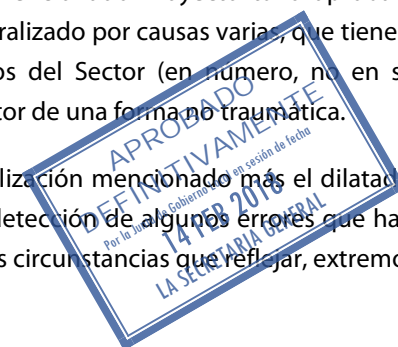 ralizado por causas varias, que tiene
os del Sector (en número, no en s
tor de una forma no traumática.
lización mencionado más el dilatad
detección de algunos errores que ha
s circunstancias que reflejar, extremo
APROBADO
DEFINITIVAMENTE
Por la Junta de Gobierno Local en sesión de fecha
14 FEB 2018
LA SECRETARIA GENERAL